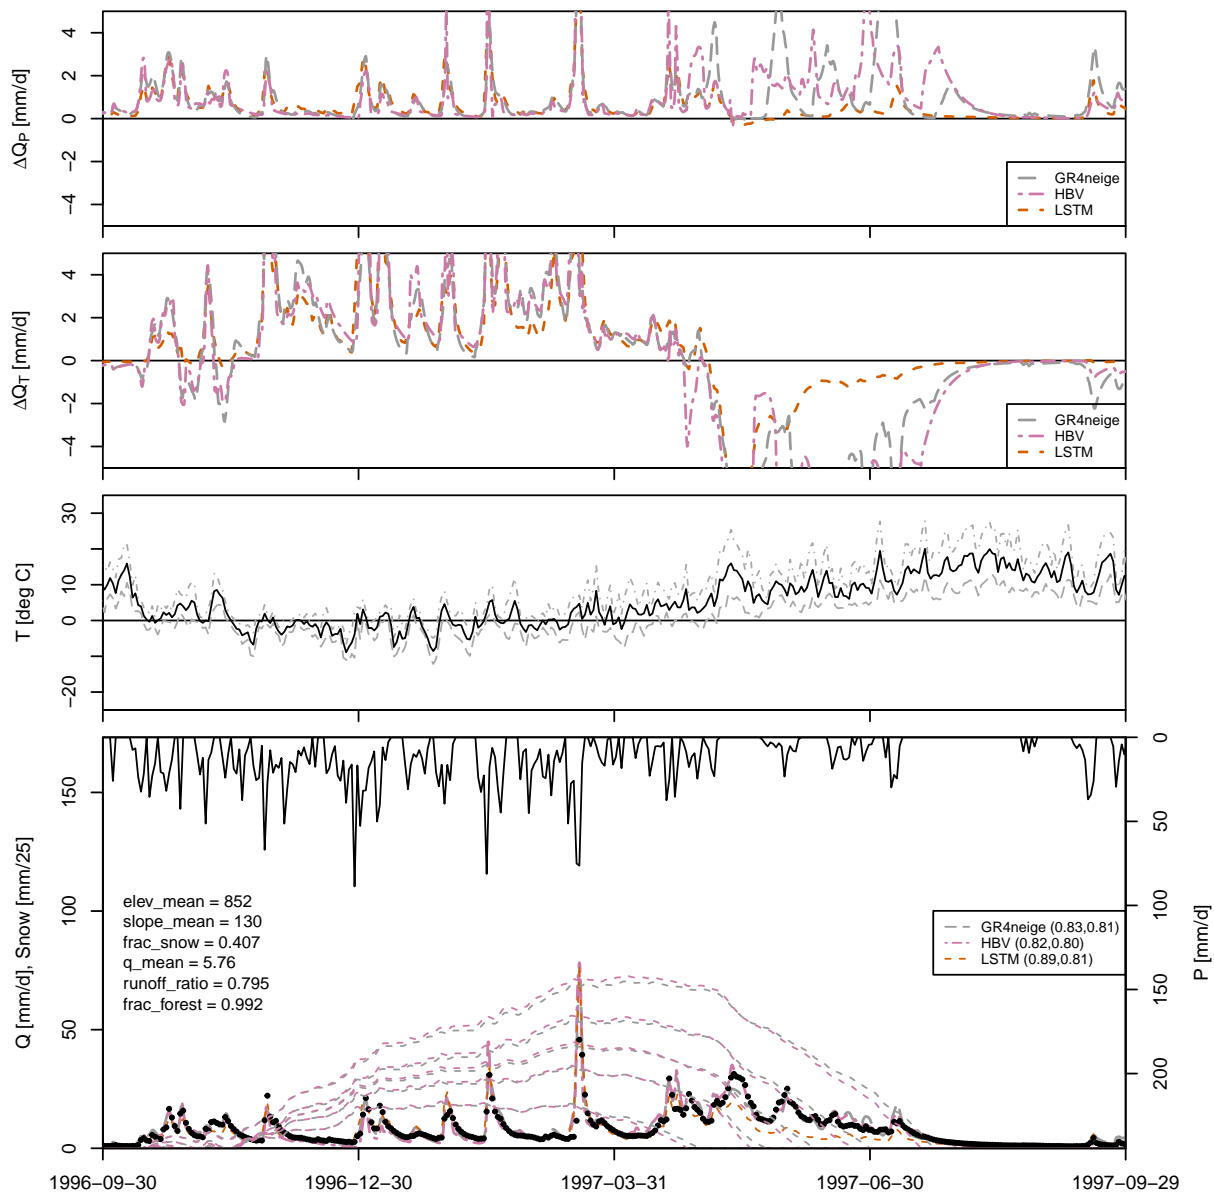 ΔQP [mm/d]
4
2
0
−2
−4
GR4neige
HBV
LSTM
ΔQT [mm/d]
4
2
0
−2
−4
GR4neige
HBV
LSTM
T [deg C]
30
10
0
−20
Q [mm/d], Snow [mm/25]
150
100
50
0
P [mm/d]
0
50
100
150
200
elev_mean = 852
slope_mean = 130
frac_snow = 0.407
q_mean = 5.76
runoff_ratio = 0.795
frac_forest = 0.992
GR4neige (0.83,0.81)
HBV (0.82,0.80)
LSTM (0.89,0.81)
1996−09−30
1996−12−30
1997−03−31
1997−06−30
1997−09−29